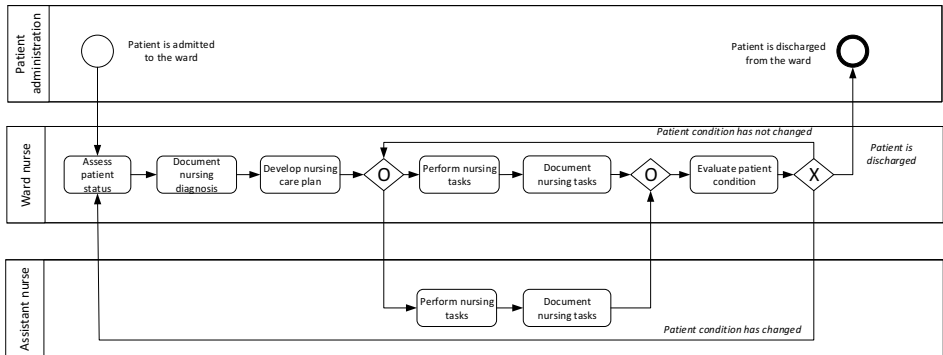 Patient
administration
Patient is admitted
to the ward
Patient is discharged
from the ward
Ward nurse
Patient condition has not changed
Patient is
discharged
Assess
patient
status
Document
nursing
diagnosis
Develop nursing
care plan
O
Perform nursing
tasks
Document
nursing tasks
O
Evaluate patient
condition
X
Assistant nurse
Perform nursing
tasks
Document
nursing tasks
Patient condition has changed